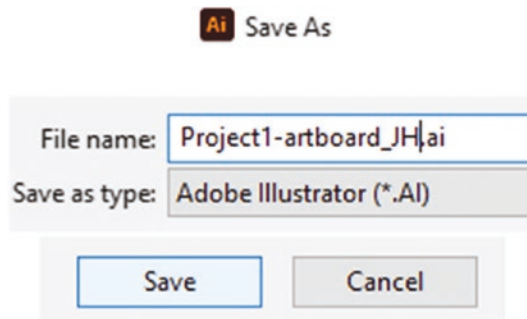 Ai Save As
File name: Project1-artboard_JH.ai
Save as type: Adobe Illustrator (*.AI)
Save Cancel